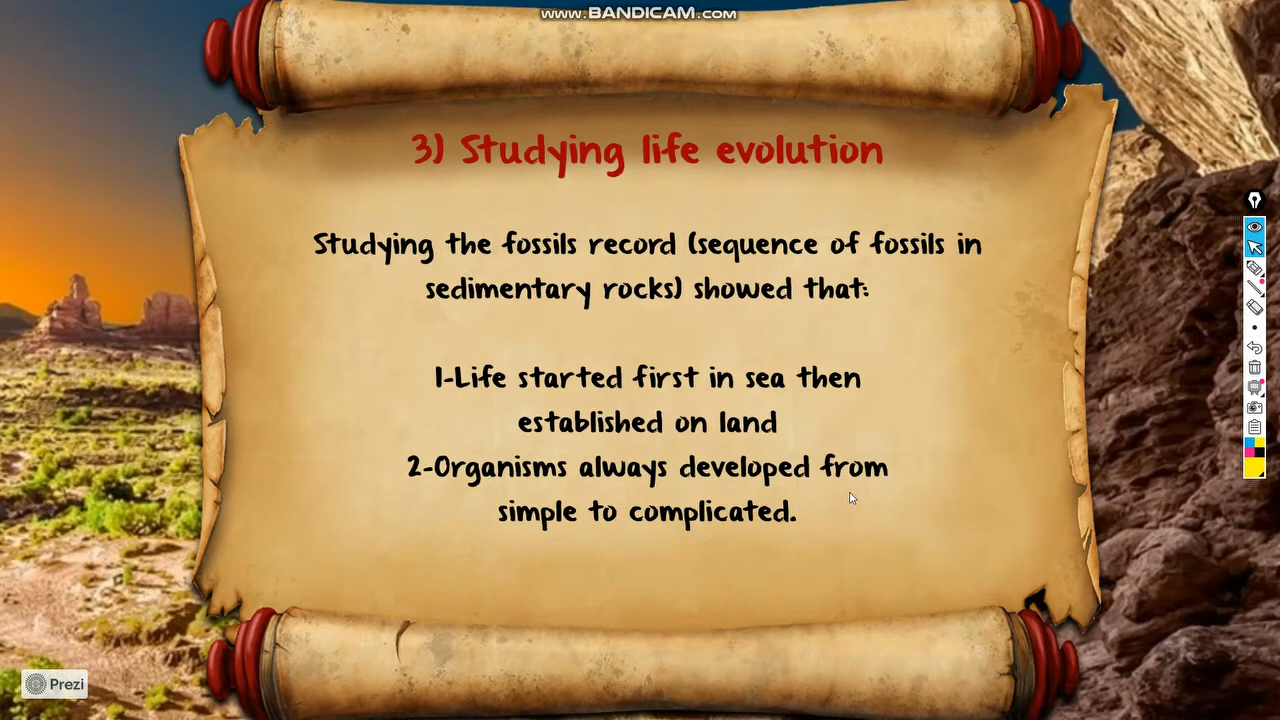 www.BANDICAM.com
3) Studying life evolution
Studying the fossils record (sequence of fossils in
sedimentary rocks) showed that:
1-Life started first in sea then
established on land
2-Organisms always developed from
simple to complicated.
Prezi